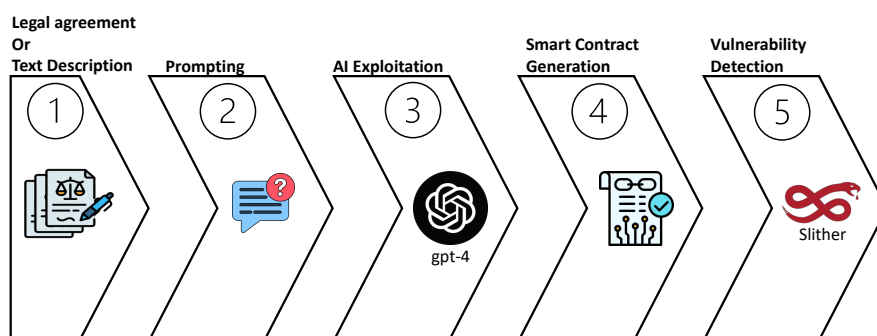 Legal agreement
Or
Text Description
Prompting
AI Exploitation
Smart Contract
Generation
Vulnerability
Detection
1
2
3
4
5
?
gpt-4
Slither